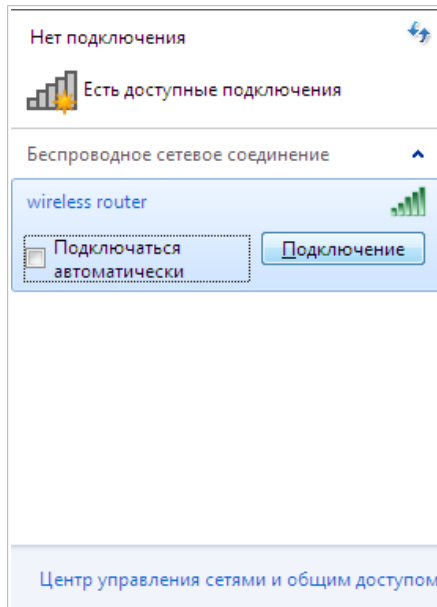 Нет подключения
Есть доступные подключения
Беспроводное сетевое соединение
wireless router
Подключаться
автоматически
Подключение
Центр управления сетями и общим доступом